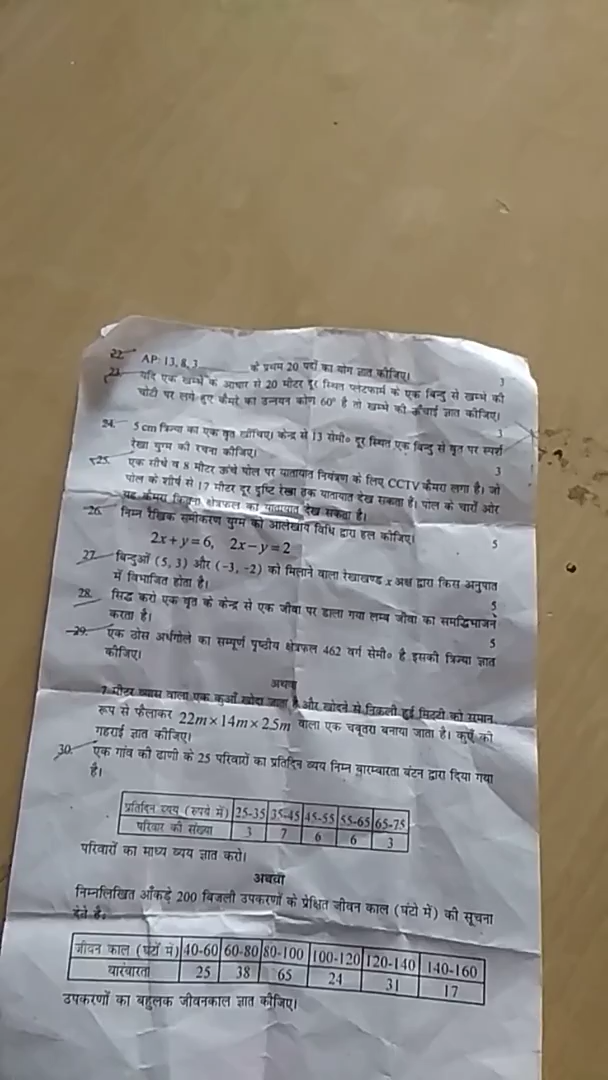 22. AP: 13, 8, 3 ______ के प्रथम 20 पदों का योग ज्ञात कीजिए। 3
23. यदि एक खम्भे के आधार से 20 मीटर दूर स्थित प्लेटफार्म के एक बिन्दु से खम्भे की
चोटी पर लगे हुए कैमरे का उन्नयन कोण 60° है तो खम्भे की ऊँचाई ज्ञात कीजिए।
3
24. 5 cm त्रिज्या का एक वृत खींचिए। केन्द्र से 13 सेमी० दूर स्थित एक बिन्दु से वृत पर स्पर्श
रेखा युग्म की रचना कीजिए। 3
25. एक सीधे व 8 मीटर ऊंचे पोल पर यातायात नियंत्रण के लिए CCTV कैमरा लगा है। जो
पोल के शीर्ष से 17 मीटर दूर दृष्टि रेखा तक यातायात देख सकता है। पोल के चारों ओर
यह कैमरा कितना क्षेत्रफल का यातायात देख सकता है।
26. निम्न रैखिक समीकरण युग्म को आलेखीय विधि द्वारा हल कीजिए। 5
2x + y = 6, 2x - y = 2
27. बिन्दुओं (5, 3) और (-3, -2) को मिलाने वाला रेखाखण्ड x अक्ष द्वारा किस अनुपात
में विभाजित होता है। 5
28. सिद्ध करो एक वृत के केन्द्र से एक जीवा पर डाला गया लम्ब जीवा का समद्विभाजन
करता है। 5
29. एक ठोस अर्धगोले का सम्पूर्ण पृष्ठीय क्षेत्रफल 462 वर्ग सेमी० है इसकी त्रिज्या ज्ञात
कीजिए।
अथवा
7 मीटर व्यास वाला एक कुआँ खोदा जाता है और खोदने से निकली हुई मिट्टी को समान
रूप से फैलाकर 22m×14m×2.5m वाला एक चबूतरा बनाया जाता है। कुएँ की
गहराई ज्ञात कीजिए।
30. एक गांव की ढाणी के 25 परिवारों का प्रतिदिन व्यय निम्न बारम्बारता बंटन द्वारा दिया गया
है।
प्रतिदिन व्यय (रुपये में) 25-35 35-45 45-55 55-65 65-75
परिवार की संख्या 3 7 6 6 3
परिवारों का माध्य व्यय ज्ञात करो।
अथवा
निम्नलिखित आँकड़े 200 बिजली उपकरणों के प्रेक्षित जीवन काल (घंटो में) की सूचना
देते है।
जीवन काल (घंटों में) 40-60 60-80 80-100 100-120 120-140 140-160
बारंबारता 25 38 65 24 31 17
उपकरणों का बहुलक जीवनकाल ज्ञात कीजिए।